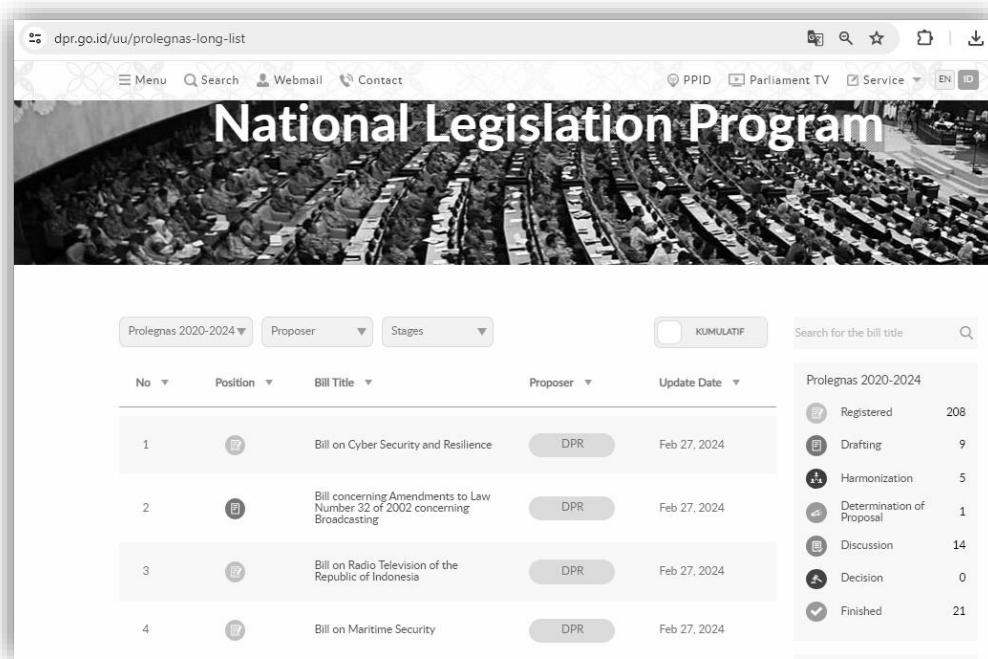 dpr.go.id/uu/prolegnas-long-list
Menu Search Webmail Contact PPID Parliament TV Service EN ID
National Legislation Program
Prolegnas 2020-2024 Proposer Stages KUMULATIF Search for the bill title
No Position Bill Title Proposer Update Date
1 Bill on Cyber Security and Resilience DPR Feb 27, 2024
2 Bill concerning Amendments to Law
Number 32 of 2002 concerning
Broadcasting DPR Feb 27, 2024
3 Bill on Radio Television of the
Republic of Indonesia DPR Feb 27, 2024
4 Bill on Maritime Security DPR Feb 27, 2024
Prolegnas 2020-2024
Registered 208
Drafting 9
Harmonization 5
Determination of
Proposal 1
Discussion 14
Decision 0
Finished 21